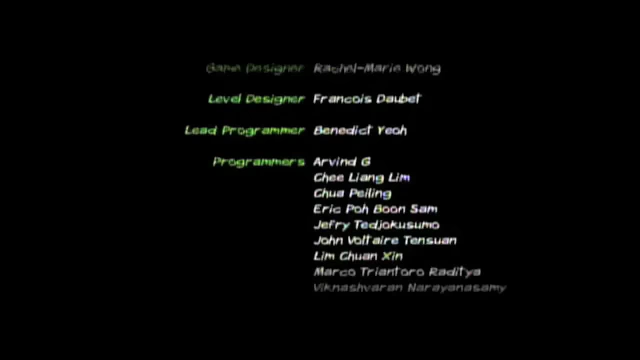 Game Designer Rachel-Marie Wong
Level Designer Francois Daubet
Lead Programmer Benedict Yeoh
Programmers Arvind G
Chee Liang Lim
Chua Peiling
Eric Poh Boon Sam
Jefry Tedjokusumo
John Voltaire Tensuan
Lim Chuan Xin
Marco Triantoro Raditya
Viknashvaran Narayanasamy